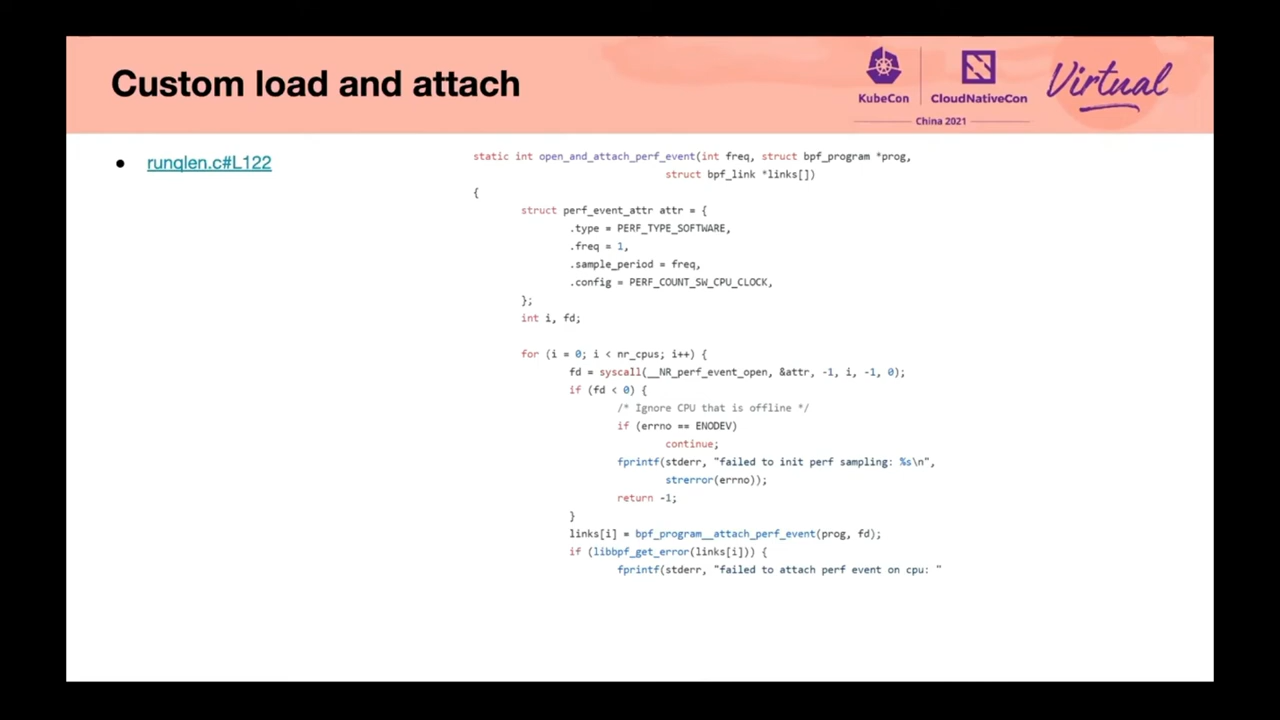 Custom load and attach
KubeCon
CloudNativeCon
China 2021
Virtual
• runqlen.c#L122
static int open_and_attach_perf_event(int freq, struct bpf_program *prog,
struct bpf_link *links[])
{
struct perf_event_attr attr = {
.type = PERF_TYPE_SOFTWARE,
.freq = 1,
.sample_period = freq,
.config = PERF_COUNT_SW_CPU_CLOCK,
};
int i, fd;
for (i = 0; i < nr_cpus; i++) {
fd = syscall(__NR_perf_event_open, &attr, -1, i, -1, 0);
if (fd < 0) {
/* Ignore CPU that is offline */
if (errno == ENODEV)
continue;
fprintf(stderr, "failed to init perf sampling: %s\n",
strerror(errno));
return -1;
}
links[i] = bpf_program__attach_perf_event(prog, fd);
if (libbpf_get_error(links[i])) {
fprintf(stderr, "failed to attach perf event on cpu: "